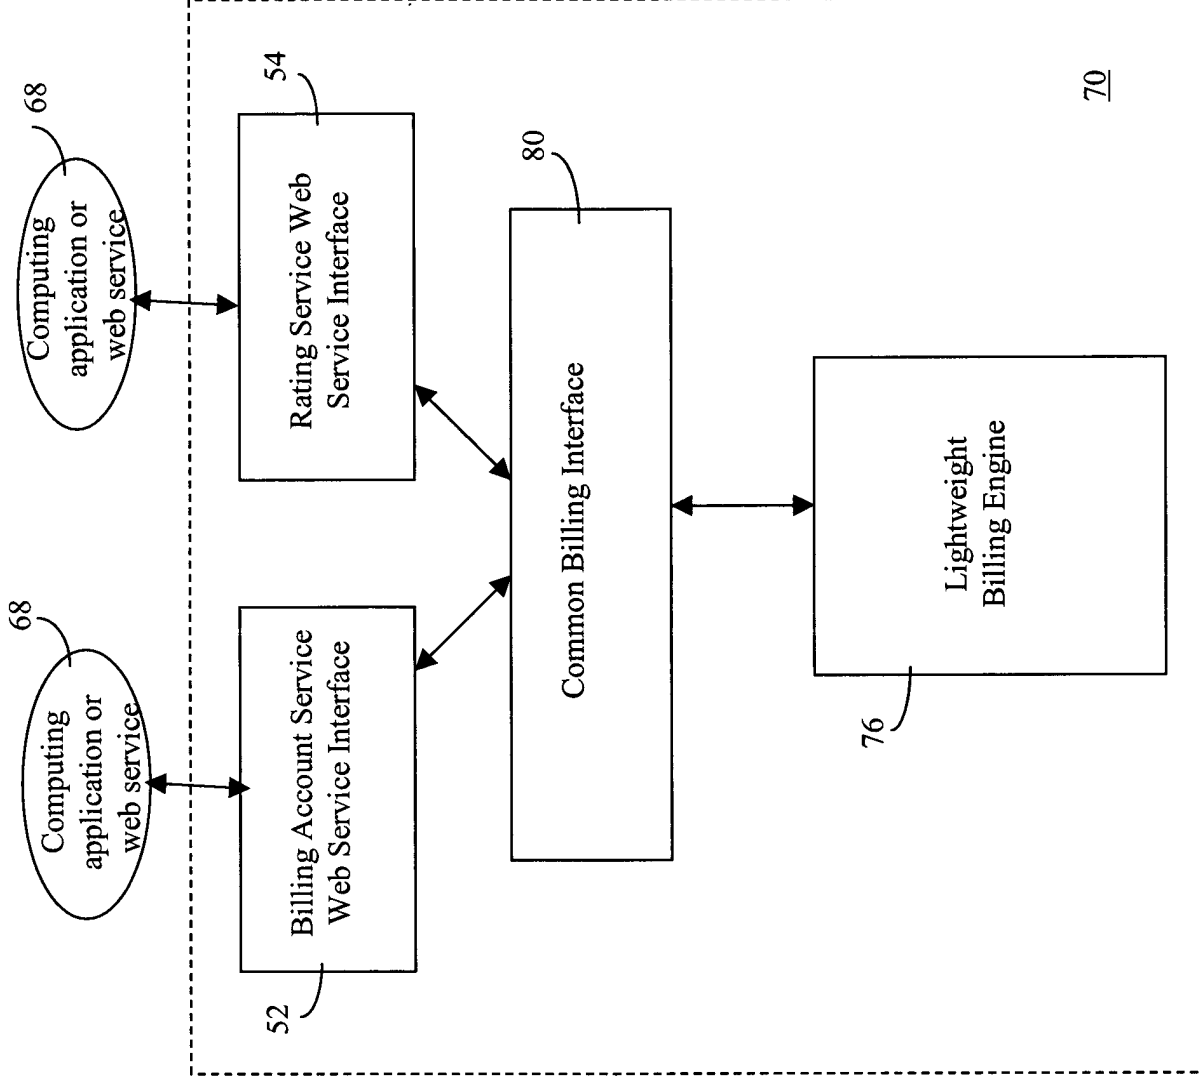 68
Computing
application or
web service
68
Computing
application or
web service
52
Billing Account Service
Web Service Interface
54
Rating Service Web
Service Interface
80
Common Billing Interface
76
Lightweight
Billing Engine
70